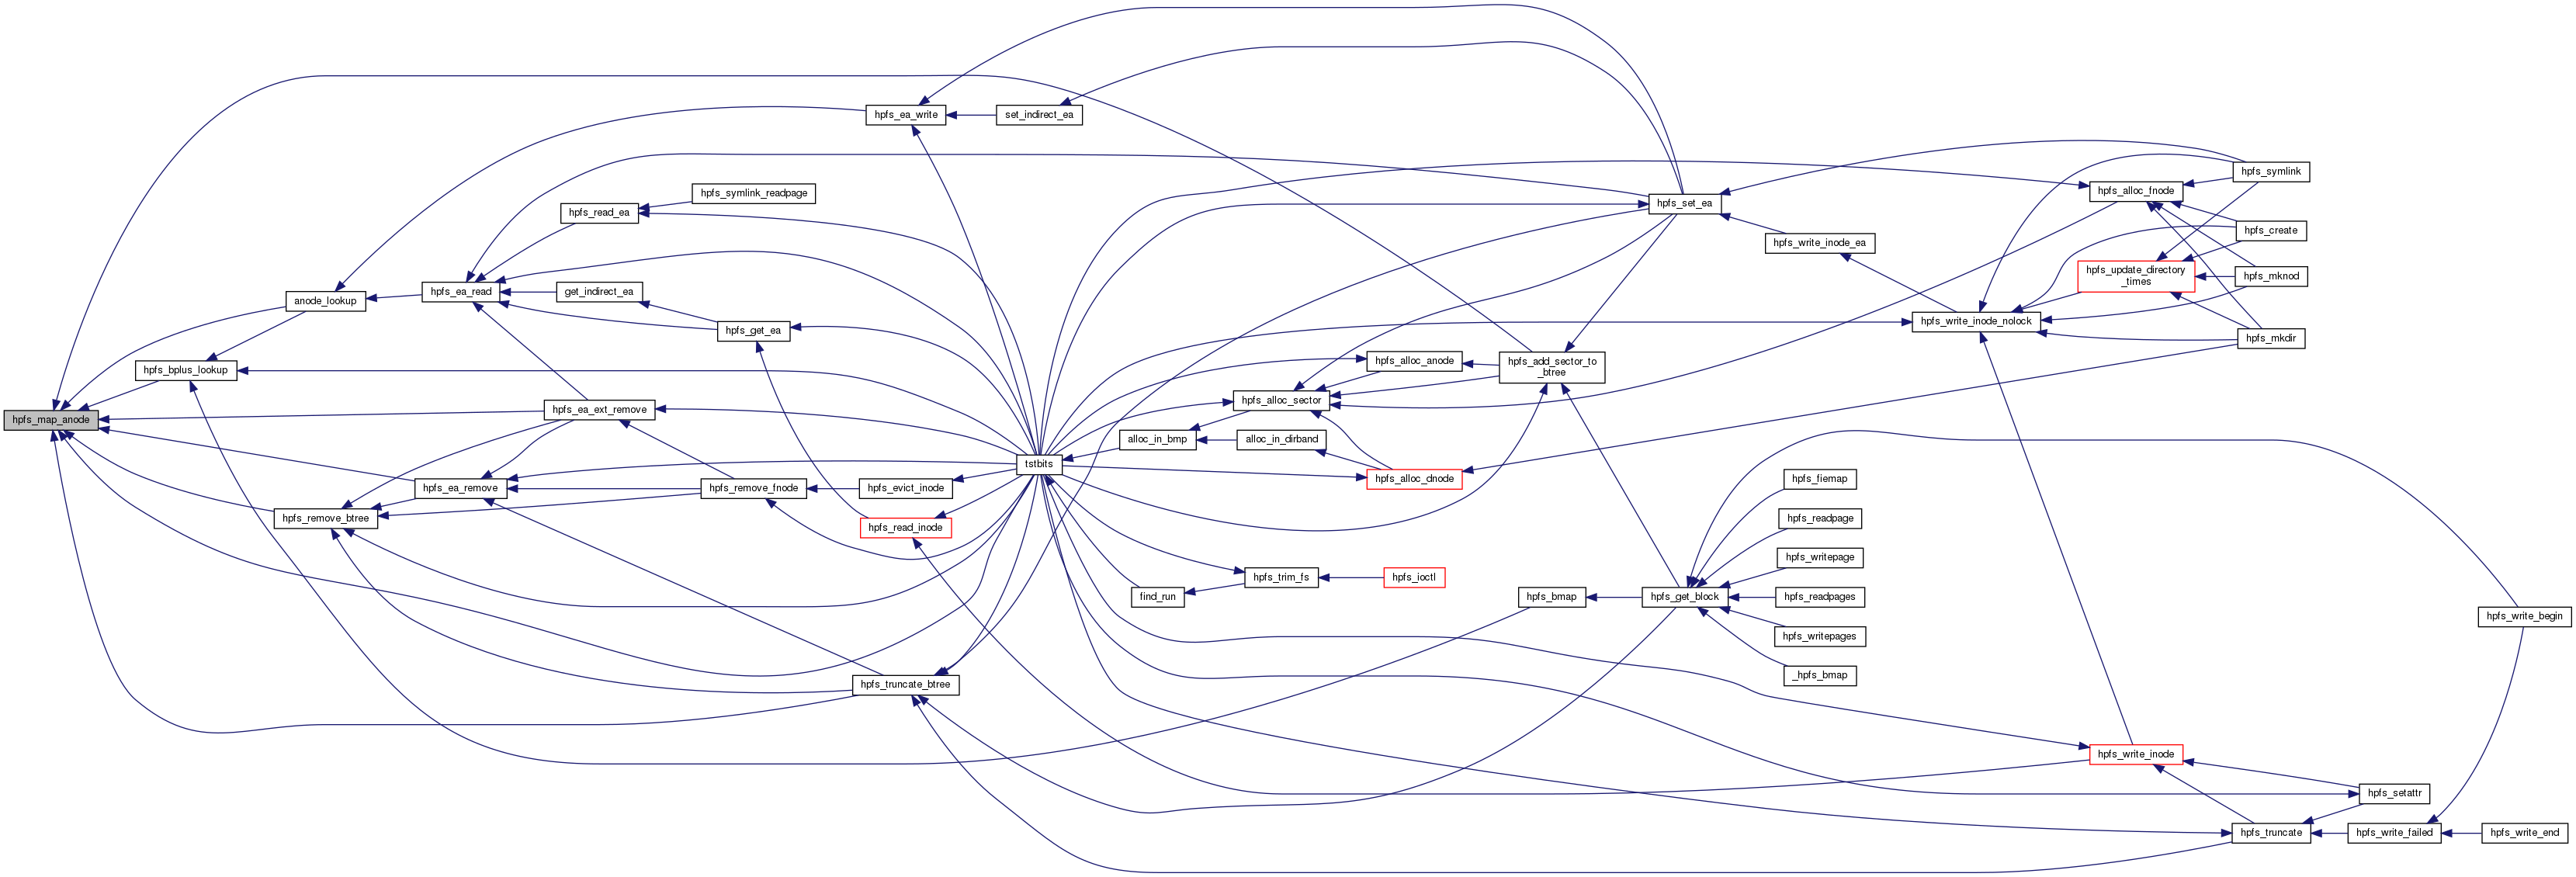 hpfs_map_anode
hpfs_bplus_lookup
anode_lookup
hpfs_remove_btree
hpfs_ea_read
hpfs_ea_remove
hpfs_read_ea
get_indirect_ea
hpfs_ea_ext_remove
hpfs_symlink_readpage
hpfs_get_ea
hpfs_remove_fnode
hpfs_ea_write
hpfs_evict_inode
hpfs_read_inode
hpfs_truncate_btree
set_indirect_ea
tstbits
alloc_in_bmp
find_run
hpfs_alloc_sector
alloc_in_dirband
hpfs_trim_fs
hpfs_alloc_anode
hpfs_alloc_dnode
hpfs_ioctl
hpfs_add_sector_to
_btree
hpfs_bmap
hpfs_set_ea
hpfs_get_block
hpfs_write_inode_ea
hpfs_fiemap
hpfs_readpage
hpfs_writepage
hpfs_readpages
hpfs_writepages
_hpfs_bmap
hpfs_write_inode_nolock
hpfs_alloc_fnode
hpfs_update_directory
_times
hpfs_write_inode
hpfs_symlink
hpfs_create
hpfs_mknod
hpfs_mkdir
hpfs_truncate
hpfs_setattr
hpfs_write_failed
hpfs_write_begin
hpfs_write_end